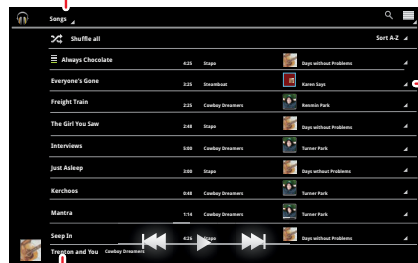 Songs
Shuffle all Sort A-Z
Always Chocolate 4:25 Stapo Days without Problems
Everyone's Gone 3:25 Steamboat Karen Says
Freight Train 2:25 Cowboy Dreamers Renmin Park
The Girl You Saw 2:48 Stapo Days without Problems
Interviews 5:00 Cowboy Dreamers Turner Park
Just Asleep 3:00 Stapo Days without Problems
Kerchoos 0:48 Cowboy Dreamers Turner Park
Mantra 1:14 Cowboy Dreamers Turner Park
Seep In 4:26 Stapo Days without Problems
Trenton and You Cowboy Dreamers